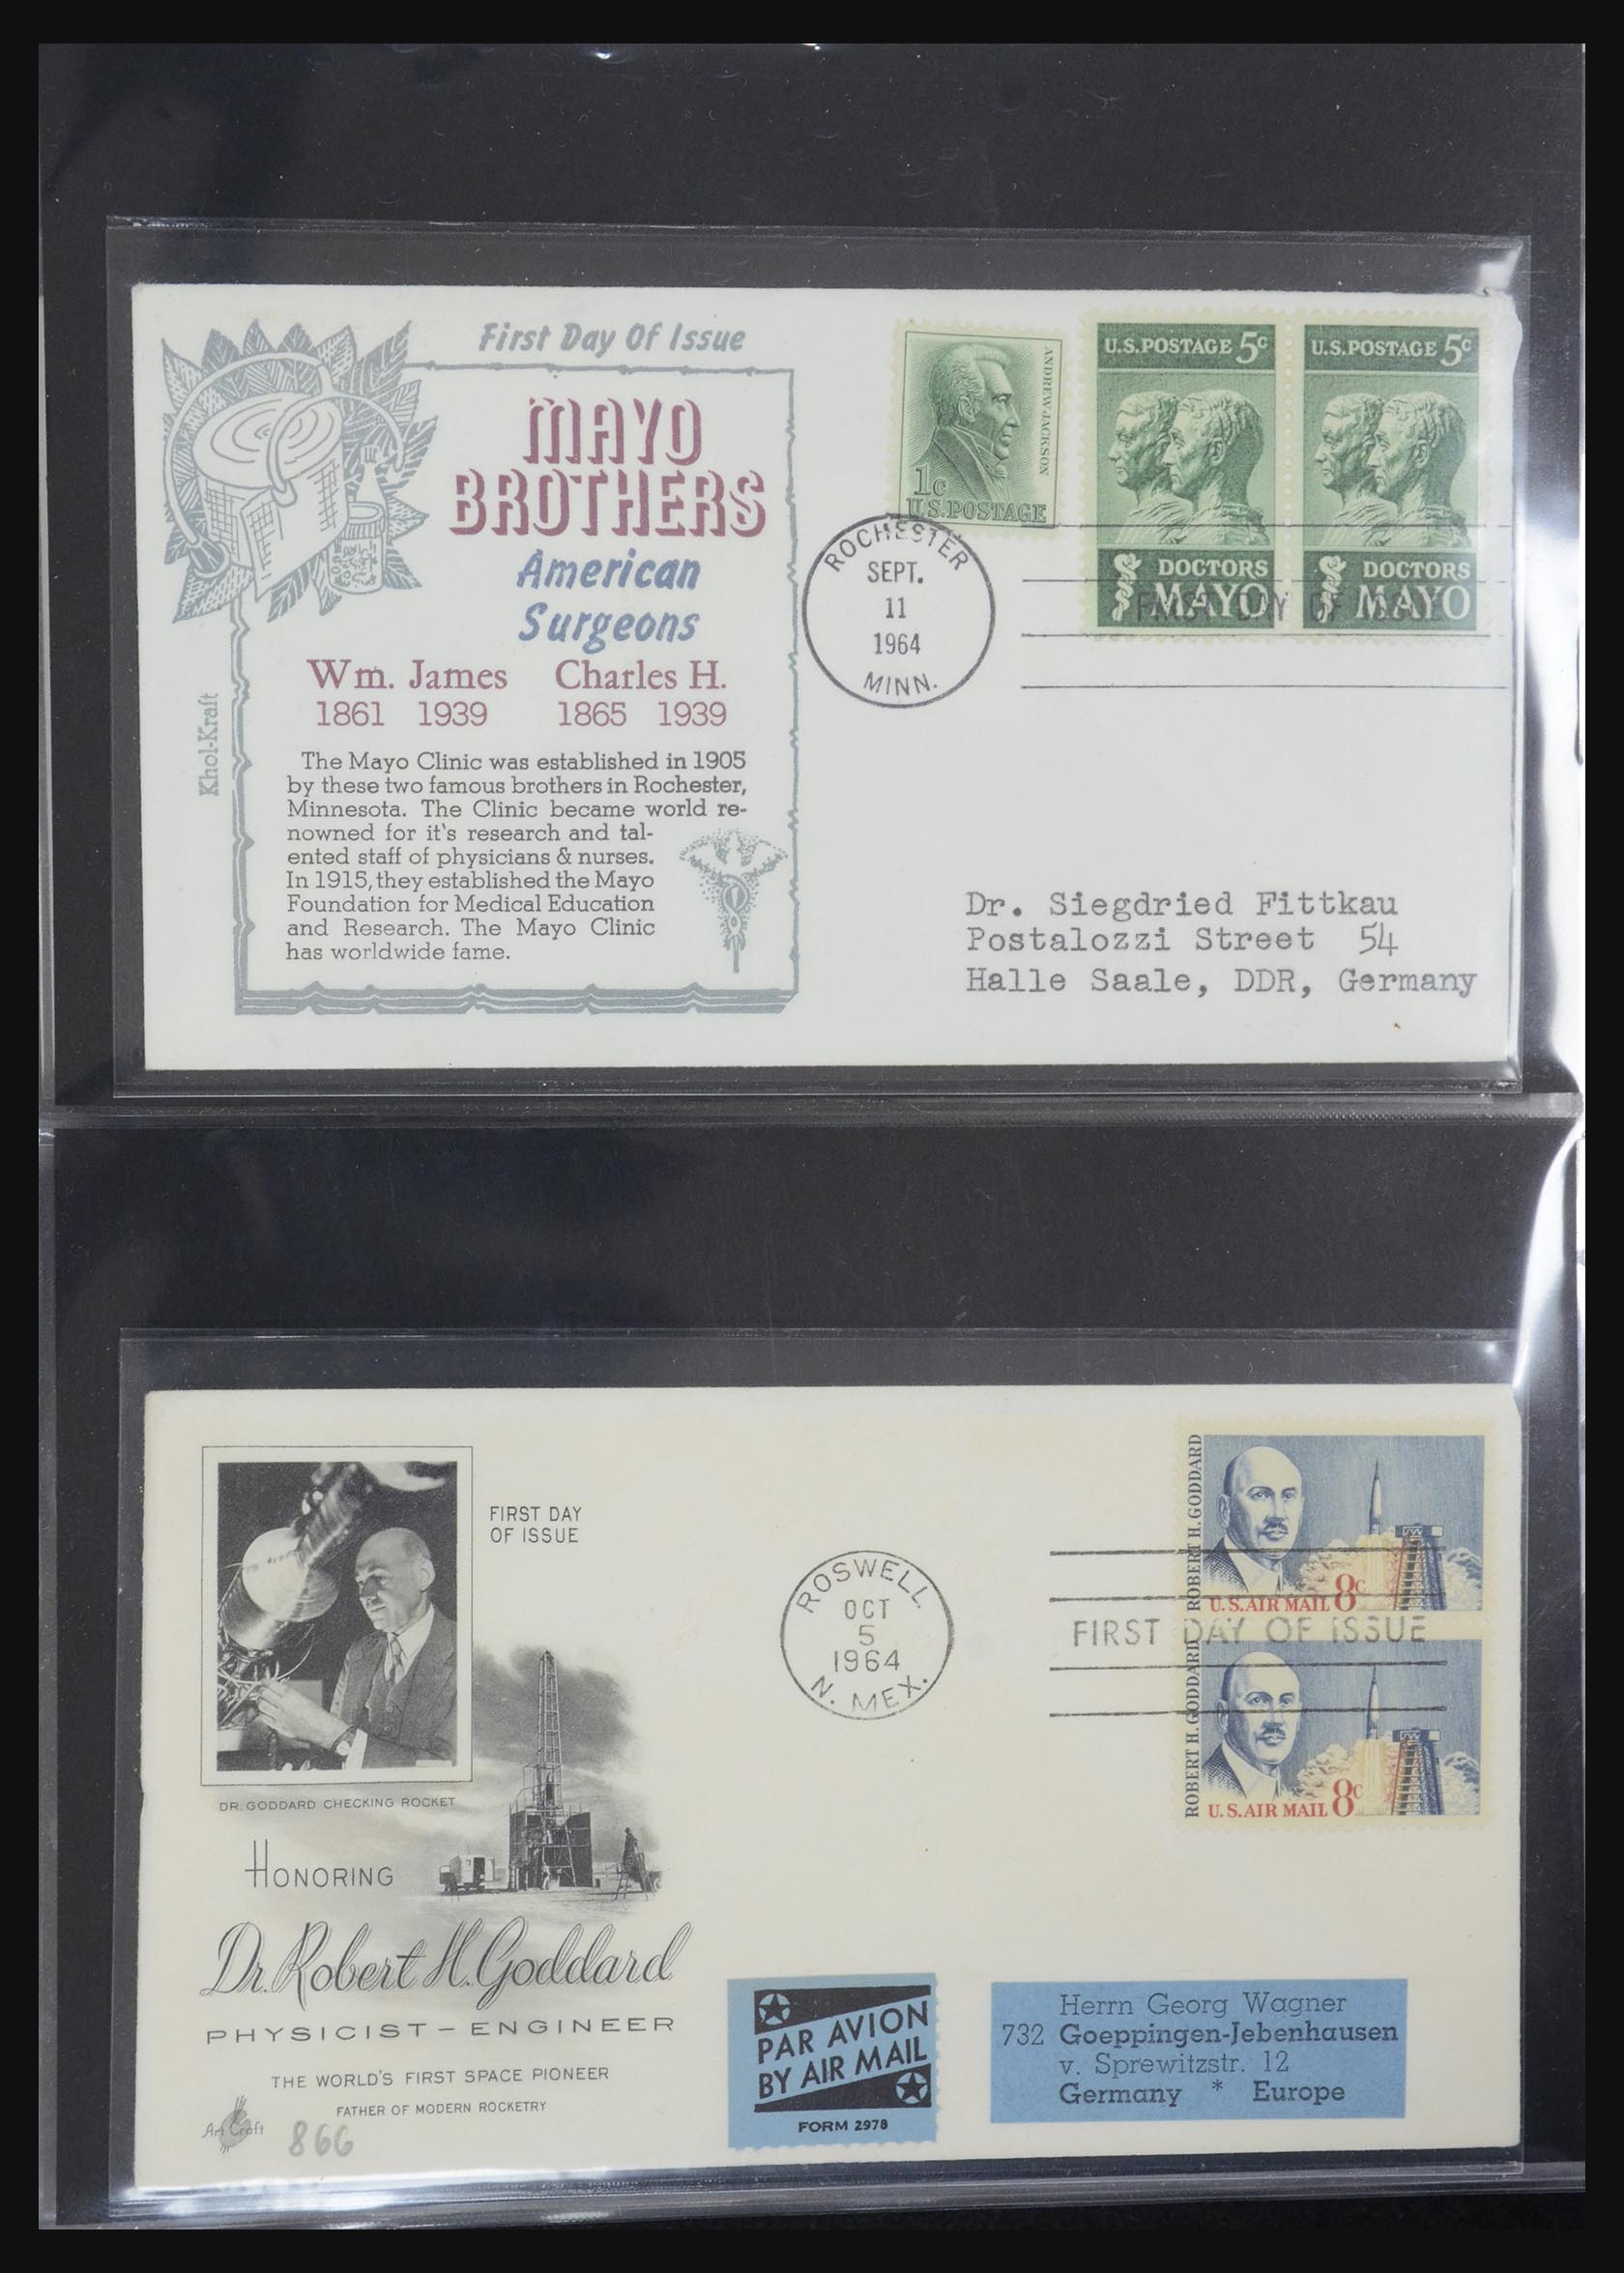 First Day Of Issue
MAYO
BROTHERS
American
Surgeons
Wm. James Charles H.
1861 1939 1865 1939
Khol-Kraft
The Mayo Clinic was established in 1905
by these two famous brothers in Rochester,
Minnesota. The Clinic became world re-
nowned for it's research and tal-
ented staff of physicians & nurses.
In 1915, they established the Mayo
Foundation for Medical Education
and Research. The Mayo Clinic
has worldwide fame.
ANDREW JACKSON
1c
U.S. POSTAGE
U.S. POSTAGE 5c
DOCTORS
MAYO
U.S. POSTAGE 5c
DOCTORS
MAYO
ROCHESTER
SEPT.
11
1964
MINN.
FIRST DAY OF ISSUE
Dr. Siegdried Fittkau
Postalozzi Street 54
Halle Saale, DDR, Germany
FIRST DAY
OF ISSUE
DR. GODDARD CHECKING ROCKET
HONORING
Dr. Robert H. Goddard
PHYSICIST - ENGINEER
THE WORLD'S FIRST SPACE PIONEER
FATHER OF MODERN ROCKETRY
Art Craft
866
ROSWELL
OCT
5
1964
N. MEX.
ROBERT H. GODDARD
U.S. AIR MAIL 8c
FIRST DAY OF ISSUE
ROBERT H. GODDARD
U.S. AIR MAIL 8c
PAR AVION
BY AIR MAIL
FORM 2978
Herrn Georg Wagner
732 Goeppingen-Jebenhausen
v. Sprewitzstr. 12
Germany * Europe